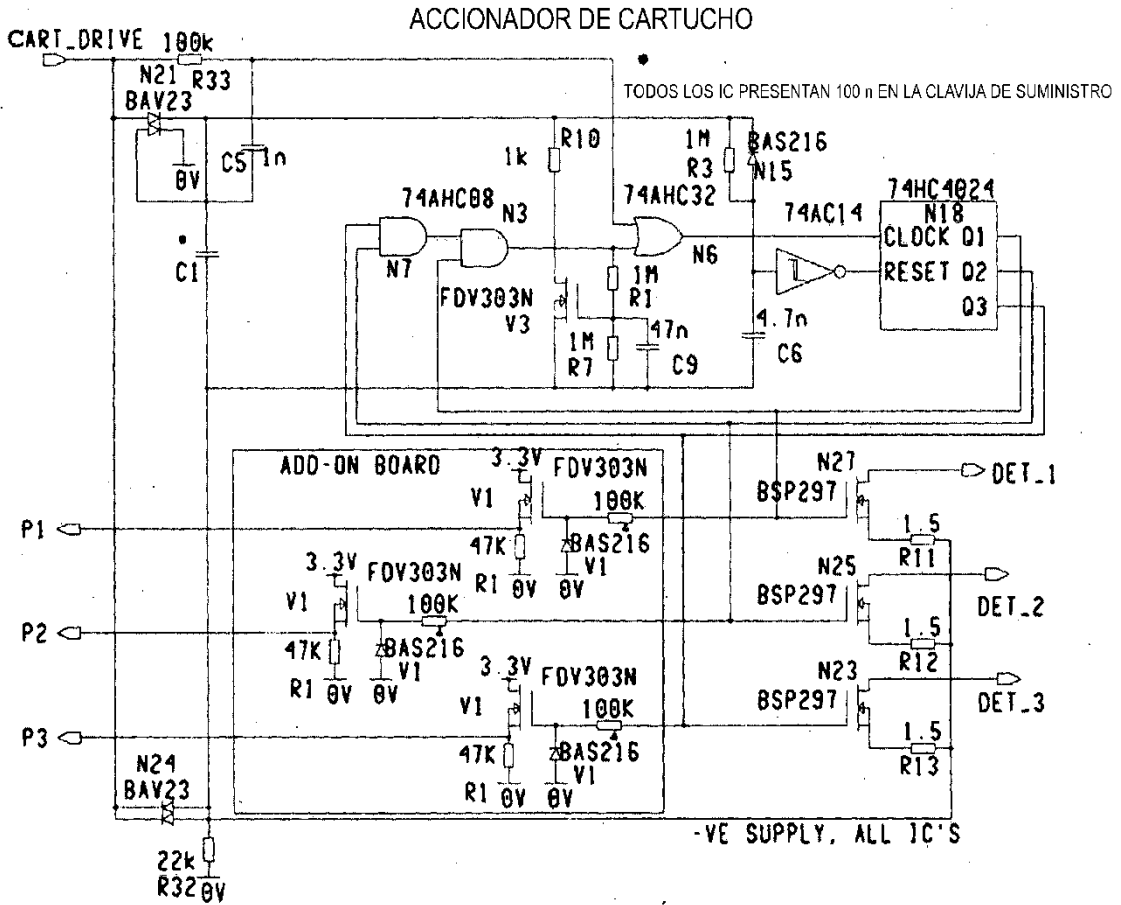 ACCIONADOR DE CARTUCHO
CART_DRIVE 100k
N21 R33
BAV23
TODOS LOS IC PRESENTAN 100 n EN LA CLAVIJA DE SUMINISTRO
0V
C5 1n
1k R10
1M BAS216
R3 N15
74AHC08 N3
74AHC32
74AC14
74HC4024
N18
CLOCK Q1
RESET Q2
Q3
N7
N6
C1
FDV303N
V3
1M
R1
1M
R7
47n
C9
4.7n
C6
ADD-ON BOARD
3.3V FDV303N
V1 100K
N27
BSP297
DET_1
P1
47K BAS216
R1 0V 0V V1
1.5
R11
3.3V FDV303N
V1 100K
N25
BSP297
DET_2
P2
47K BAS216
R1 0V 0V V1
1.5
R12
3.3V FDV303N
V1 100K
N23
BSP297
DET_3
P3
47K BAS216
R1 0V 0V V1
1.5
R13
N24
BAV23
-VE SUPPLY, ALL IC'S
22k
R32 0V